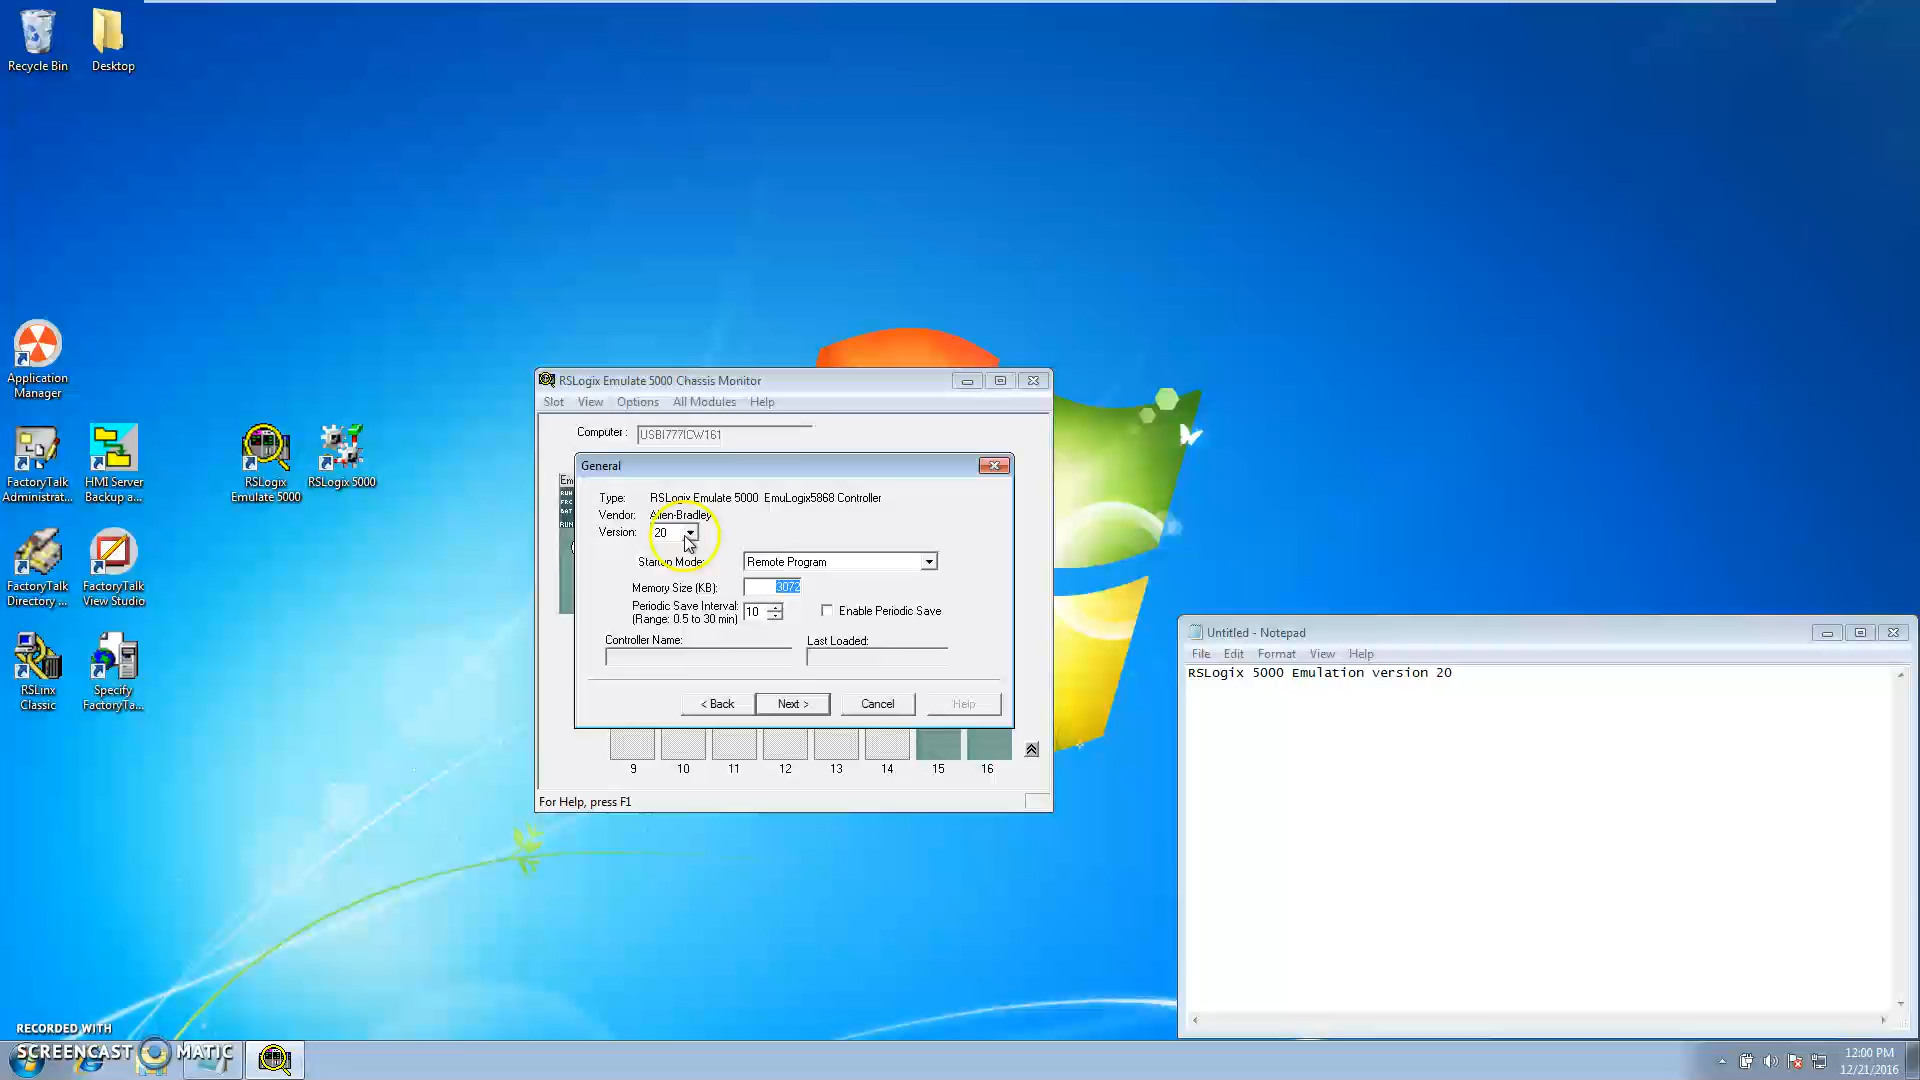 Recycle Bin
Desktop
Application
Manager
FactoryTalk
Administrat...
HMI Server
Backup a...
RSLogix
Emulate 5000
RSLogix 5000
FactoryTalk
Directory ...
FactoryTalk
View Studio
RSLinx
Classic
Specify
FactoryTa...
RSLogix Emulate 5000 Chassis Monitor
Slot View Options All Modules Help
Computer : USBI777ICW161
General
Type: RSLogix Emulate 5000 EmuLogix5868 Controller
Vendor: Allen-Bradley
Version: 20
Startup Mode: Remote Program
Memory Size (KB): 3072
Periodic Save Interval: 10 Enable Periodic Save
(Range: 0.5 to 30 min)
Controller Name: Last Loaded:
< Back Next > Cancel Help
9 10 11 12 13 14 15 16
For Help, press F1
Untitled - Notepad
File Edit Format View Help
RSLogix 5000 Emulation version 20
RECORDED WITH
SCREENCAST MATIC
12:00 PM
12/21/2016